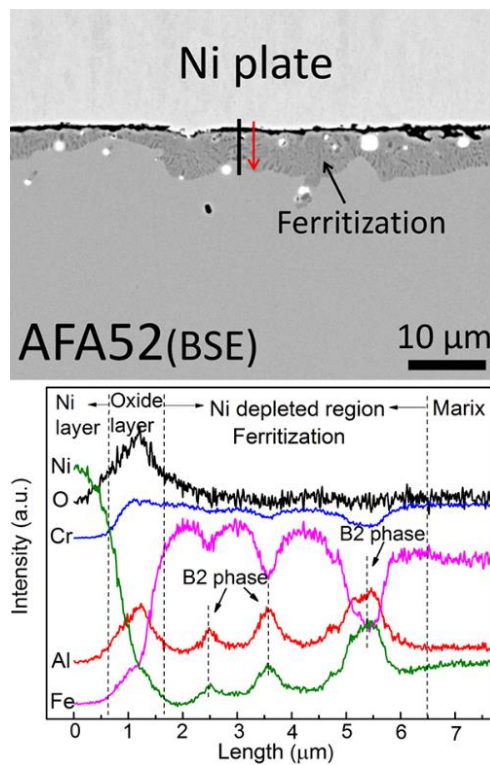 Ni plate
Ferritization
AFA52(BSE)
10 μm
Ni layer
Oxide layer
Ni depleted region
Ferritization
Marix
Ni
O
Cr
B2 phase
B2 phase
Al
Fe
Intensity (a.u.)
0 1 2 3 4 5 6 7
Length (μm)